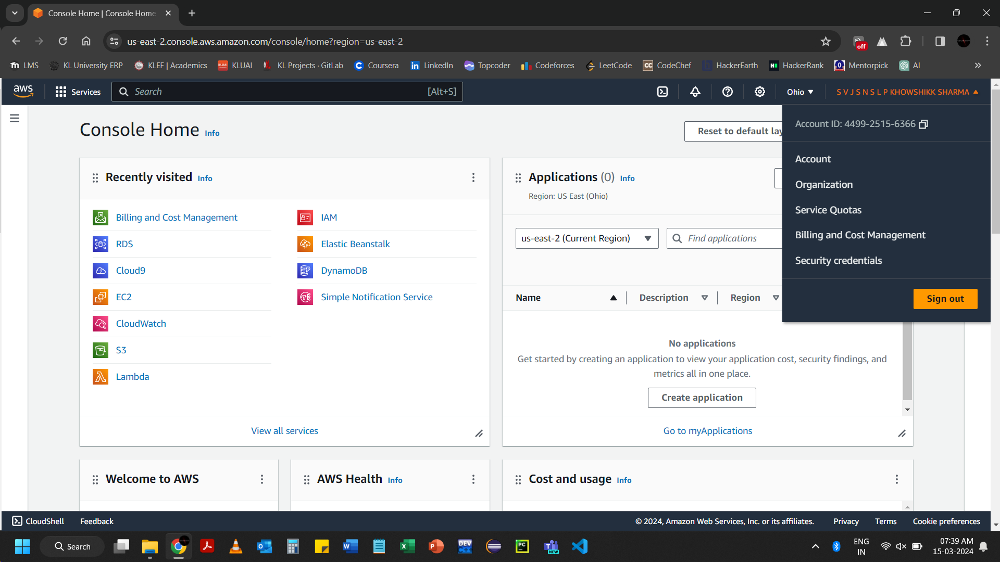 Console Home | Console Home
us-east-2.console.aws.amazon.com/console/home?region=us-east-2
off
LMS
KL University ERP
KLEF | Academics
KLUAI
KL Projects · GitLab
Coursera
LinkedIn
Topcoder
Codeforces
LeetCode
CodeChef
HackerEarth
HackerRank
Mentorpick
AI
aws
Services
Search
[Alt+S]
Ohio
S V J S N S L P KHOWSHIKK SHARMA
Account ID: 4499-2515-6366
Account
Organization
Service Quotas
Billing and Cost Management
Security credentials
Sign out
Console Home Info
Reset to default lay
Recently visited Info
Billing and Cost Management
RDS
Cloud9
EC2
CloudWatch
S3
Lambda
IAM
Elastic Beanstalk
DynamoDB
Simple Notification Service
View all services
Applications (0) Info
Region: US East (Ohio)
us-east-2 (Current Region)
Find applications
Name
Description
Region
No applications
Get started by creating an application to view your application cost, security findings, and
metrics all in one place.
Create application
Go to myApplications
Welcome to AWS
AWS Health Info
Cost and usage Info
CloudShell
Feedback
© 2024, Amazon Web Services, Inc. or its affiliates.
Privacy
Terms
Cookie preferences
Search
DEV
PC
NEW
ENG
IN
07:39 AM
15-03-2024